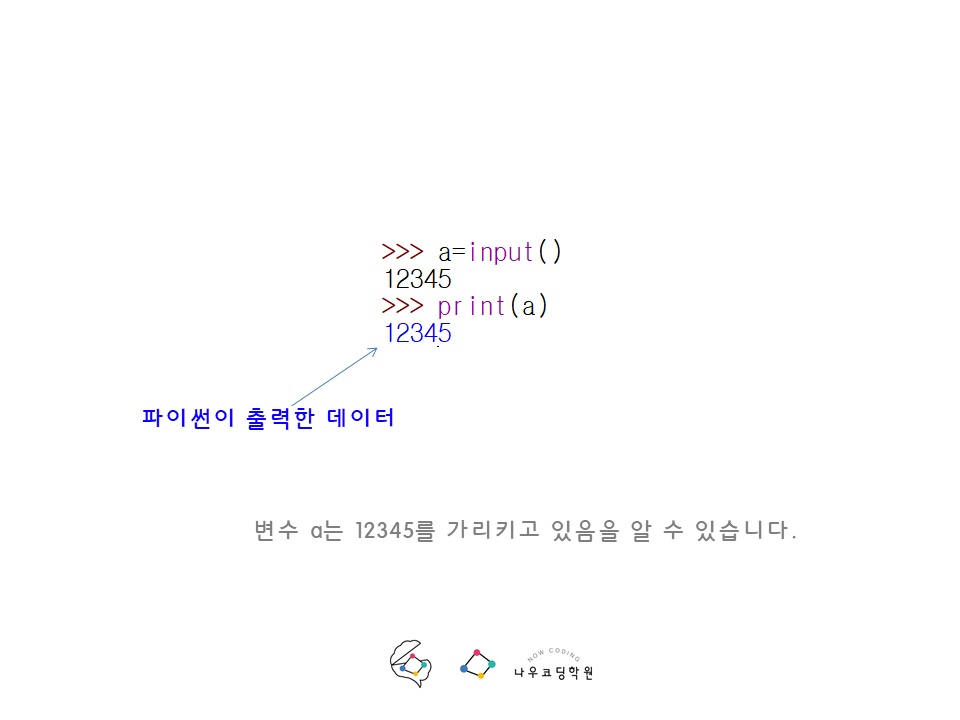 >>> a=input()
12345
>>> print(a)
12345
파이썬이 출력한 데이터
변수 a는 12345를 가리키고 있음을 알 수 있습니다.
NOW CODING
나우코딩학원